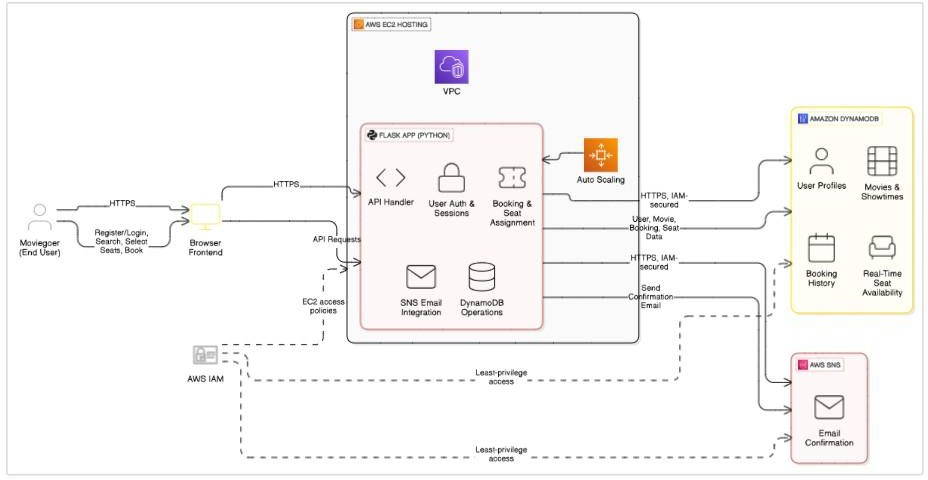 AWS EC2 HOSTING
VPC
FLASK APP (PYTHON)
API Handler
User Auth &
Sessions
Booking &
Seat
Assignment
SNS Email
Integration
DynamoDB
Operations
Auto Scaling
AMAZON DYNAMODB
User Profiles
Movies &
Showtimes
Booking
History
Real-Time
Seat
Availability
HTTPS
HTTPS
Register/Login,
Search, Select
Seats, Book
Moviegoer
(End User)
Browser
Frontend
API Requests
HTTPS, IAM-
secured
User, Movie,
Booking, Seat
Data
HTTPS, IAM-
secured
Send
Confirmation
Email
EC2 access
policies
AWS IAM
Least-privilege
access
AWS SNS
Email
Confirmation
Least-privilege
access